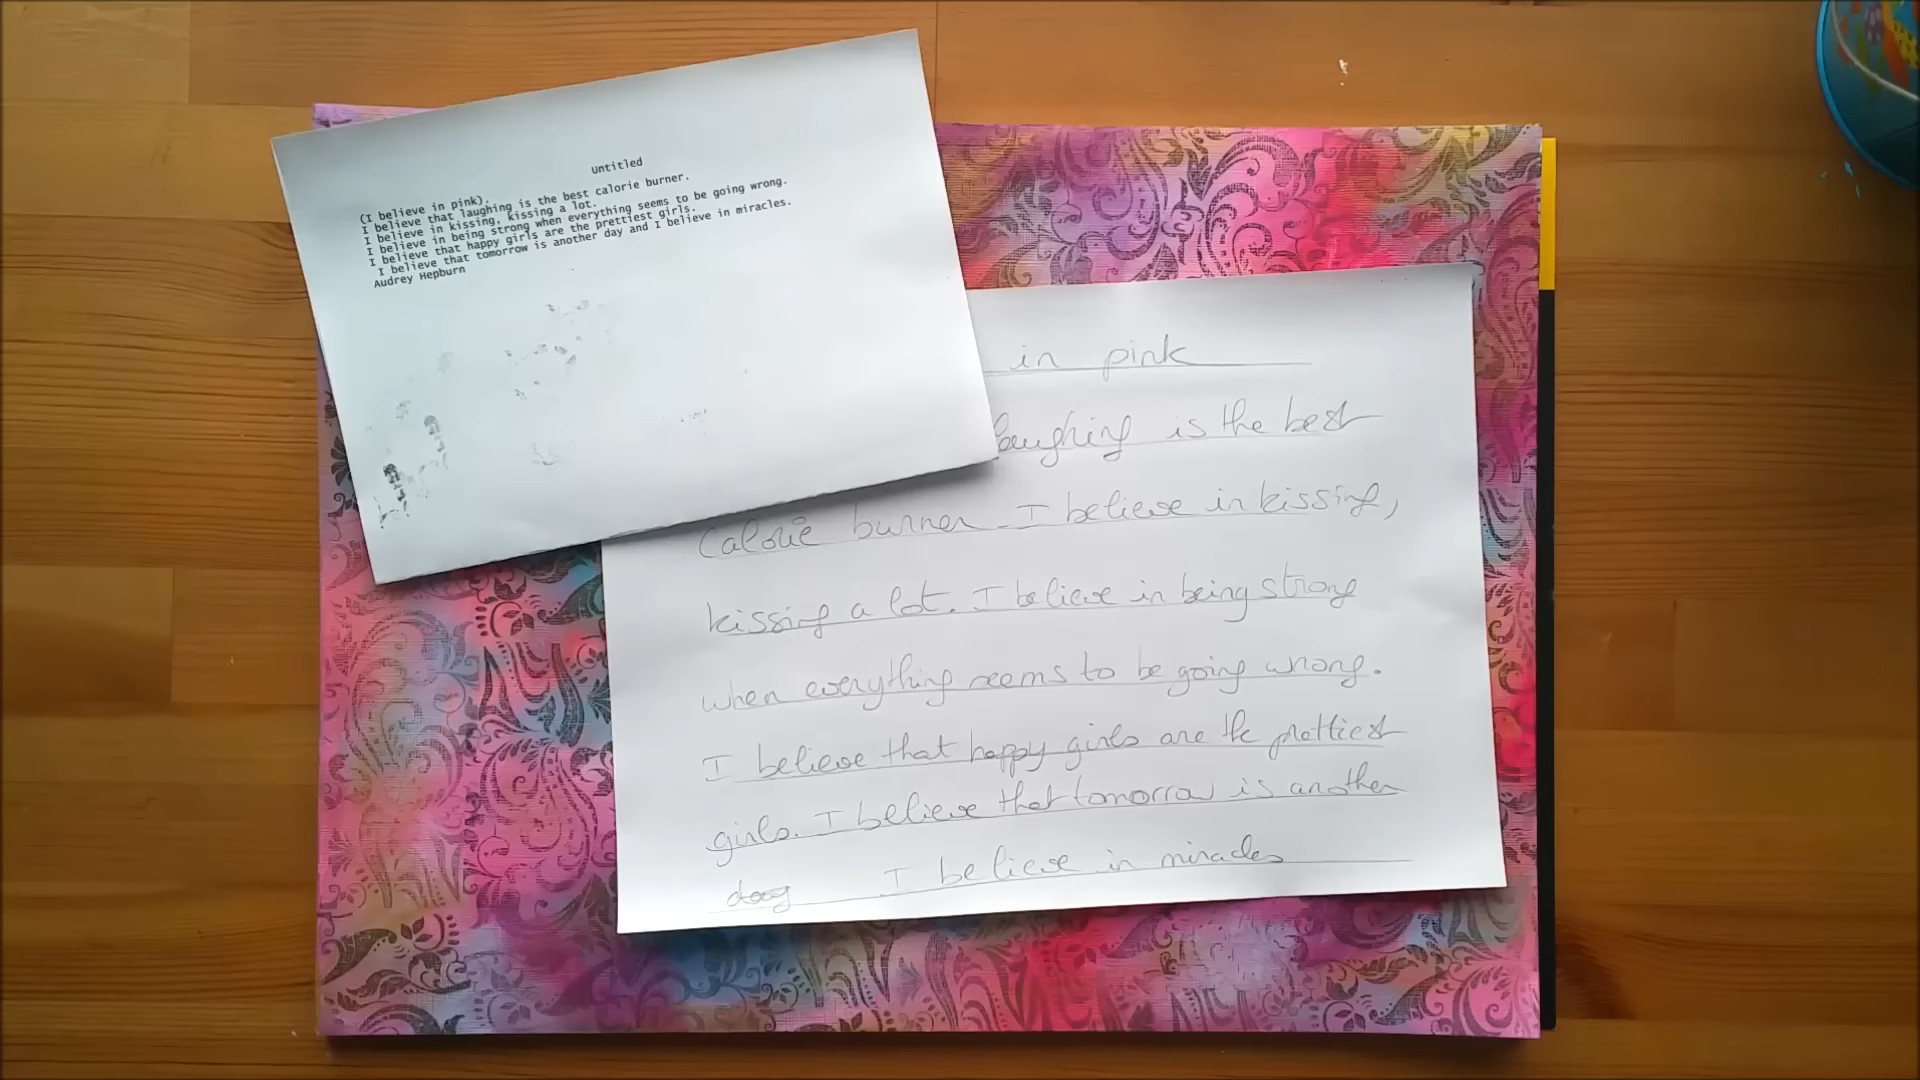 untitled
(I believe in pink).
I believe that laughing is the best calorie burner.
I believe in kissing, kissing a lot.
I believe in being strong when everything seems to be going wrong.
I believe that happy girls are the prettiest girls.
I believe that tomorrow is another day and I believe in miracles.
Audrey Hepburn
in pink
laughing is the best
calorie burner. I believe in kissing,
kissing a lot. I believe in being strong
when everything seems to be going wrong.
I believe that happy girls are the prettiest
girls. I believe that tomorrow is another
day I believe in miracles